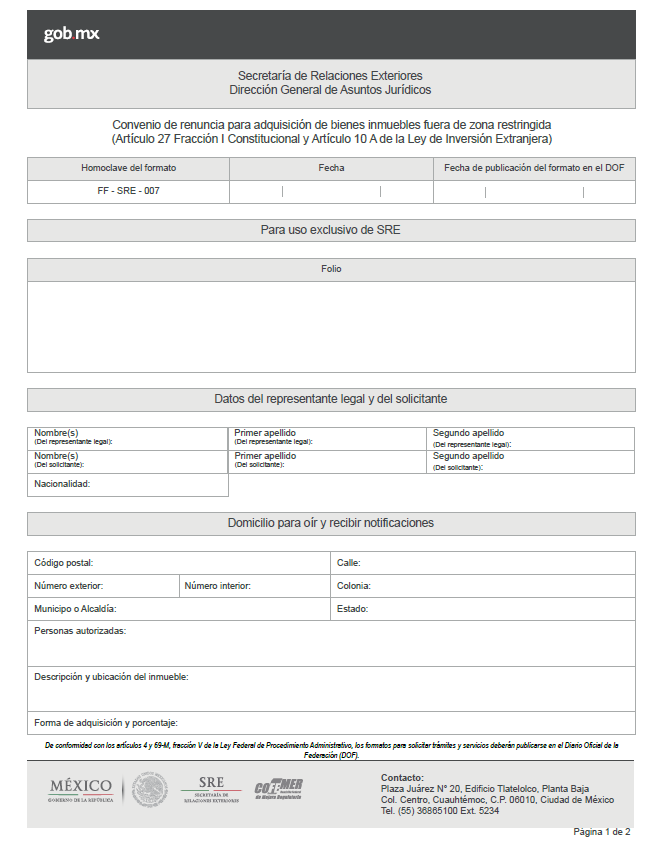 gob mx
Secretaría de Relaciones Exteriores
Dirección General de Asuntos Jurídicos
Convenio de renuncia para adquisición de bienes inmuebles fuera de zona restringida
(Artículo 27 Fracción I Constitucional y Artículo 10 A de la Ley de Inversión Extranjera)
Homoclave del formato Fecha Fecha de publicación del formato en el DOF
FF - SRE - 007
Para uso exclusivo de SRE
Folio
Datos del representante legal y del solicitante
Nombre(s) Primer apellido Segundo apellido
(Del representante legal): (Del representante legal): (Del representante legal):
Nombre(s) Primer apellido Segundo apellido
(Del solicitante): (Del solicitante): (Del solicitante):
Nacionalidad:
Domicilio para oír y recibir notificaciones
Código postal: Calle:
Número exterior: Número interior: Colonia:
Municipo o Alcaldía: Estado:
Personas autorizadas:
Descripción y ubicación del inmueble:
Forma de adquisición y porcentaje:
De conformidad con los artículos 4 y 69-M, fracción V de la Ley Federal de Procedimiento Administrativo, los formatos para solicitar trámites y servicios deberán publicarse en el Diario Oficial de la
Federación (DOF).
MÉXICO
GOBIERNO DE LA REPÚBLICA
SRE
SECRETARÍA DE
RELACIONES EXTERIORES
COFEMER
de Mejora Regulatoria
Contacto:
Plaza Juárez N° 20, Edificio Tlatelolco, Planta Baja
Col. Centro, Cuauhtémoc, C.P. 06010, Ciudad de México
Tel. (55) 36865100 Ext. 5234
Página 1 de 2